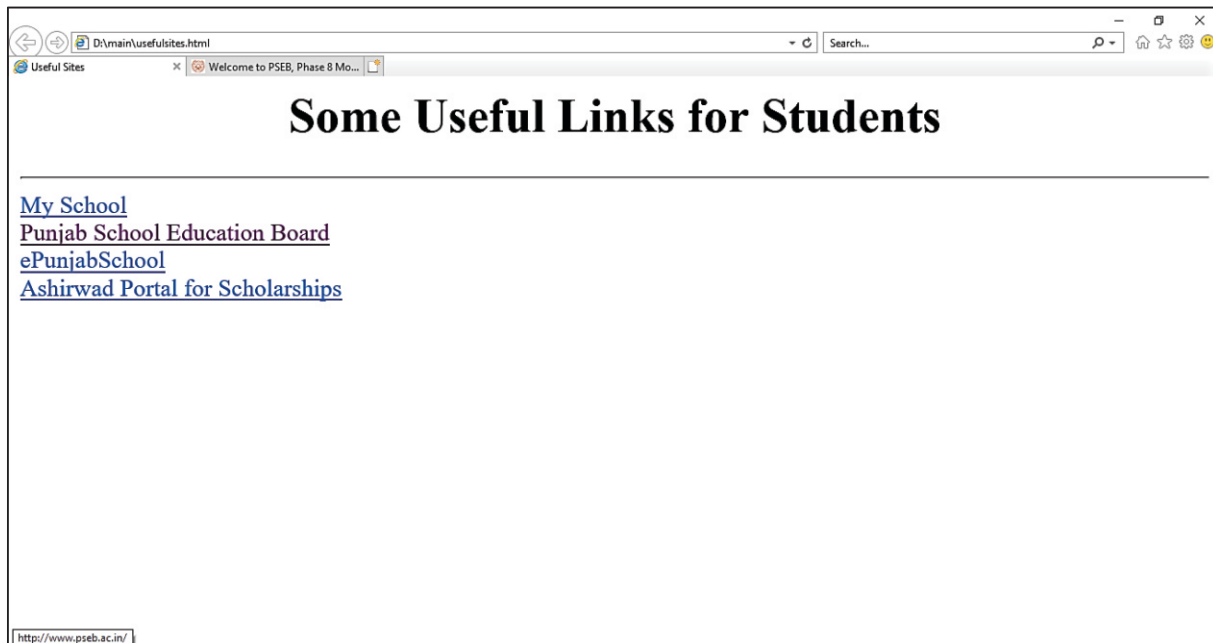 D:\main\usefulsites.html
Search...
Useful Sites
Welcome to PSEB, Phase 8 Mo...
Some Useful Links for Students
My School
Punjab School Education Board
ePunjabSchool
Ashirwad Portal for Scholarships
http://www.pseb.ac.in/